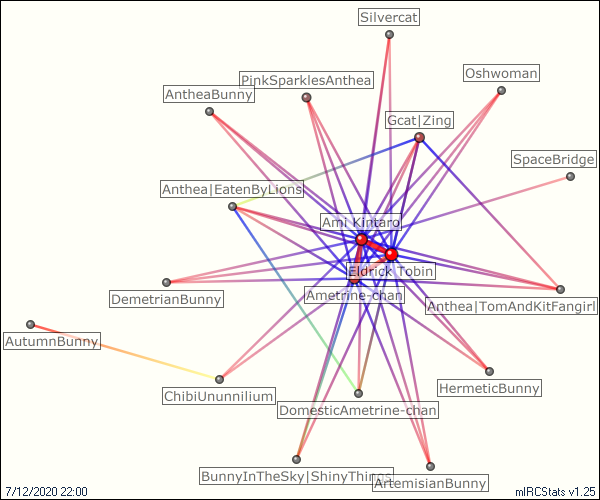 Silvercat
PinkSparklesAnthea
Oshwoman
AntheaBunny
Gcat|Zing
SpaceBridge
Anthea|EatenByLions
Ami Kintaro
Eldrick Tobin
Ametrine-chan
DemetrianBunny
Anthea|TomAndKitFangirl
AutumnBunny
ChibiUnunnilium
HermeticBunny
DomesticAmetrine-chan
BunnyInTheSky|ShinyThings
ArtemisianBunny
7/12/2020 22:00
mIRCStats v1.25